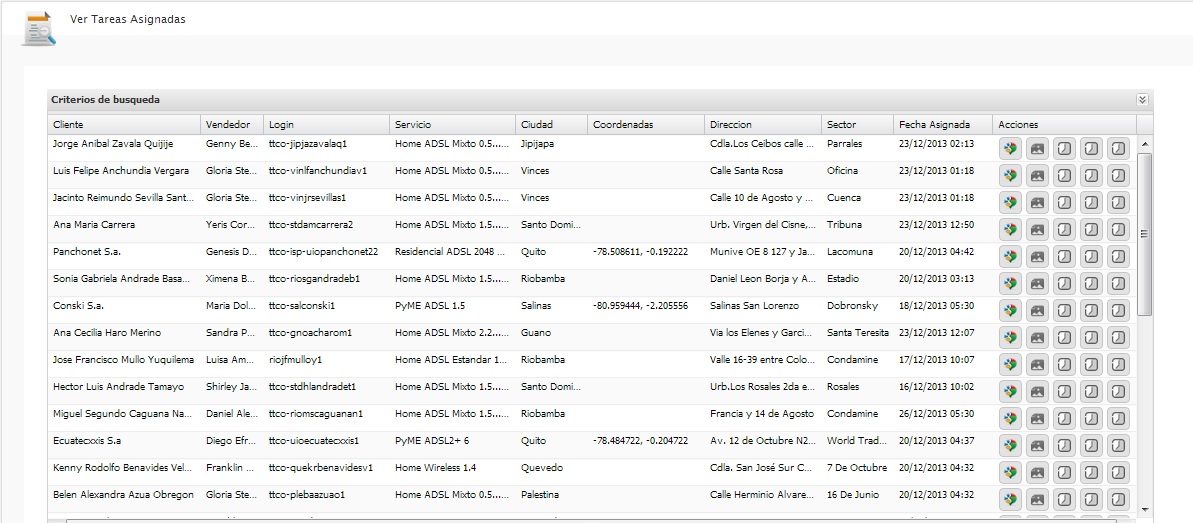 Ver Tareas Asignadas
Criterios de busqueda
Cliente Vendedor Login Servicio Ciudad Coordenadas Direccion Sector Fecha Asignada Acciones
Jorge Anibal Zavala Quijije Genny Be... ttco-jipjazavalaq1 Home ADSL Mixto 0.5...... Jipijapa Cdla.Los Ceibos calle ... Parrales 23/12/2013 02:13
Luis Felipe Anchundia Vergara Gloria Ste... ttco-vinlfanchundiav1 Home ADSL Mixto 0.5...... Vinces Calle Santa Rosa Oficina 23/12/2013 01:18
Jacinto Reimundo Sevilla Sant... Gloria Ste... ttco-vinjrsevillas1 Home ADSL Mixto 0.5...... Vinces Calle 10 de Agosto y ... Cuenca 23/12/2013 01:18
Ana Maria Carrera Yeris Cor... ttco-stdamcarrera2 Home ADSL Mixto 1.5...... Santo Domi... Urb. Virgen del Cisne,... Tribuna 23/12/2013 12:50
Panchonet S.a. Genesis D... ttco-isp-uiopanchonet22 Residencial ADSL 2048 ... Quito -78.508611, -0.192222 Munive OE 8 127 y Ja... Lacomuna 20/12/2013 04:42
Sonia Gabriela Andrade Basa... Ximena B... ttco-riosgandradeb1 Home ADSL Mixto 0.5...... Riobamba Daniel Leon Borja y A... Estadio 20/12/2013 03:13
Conski S.a. Maria Dol... ttco-salconski1 PyME ADSL 1.5 Salinas -80.959444, -2.205556 Salinas San Lorenzo Dobronsky 18/12/2013 05:30
Ana Cecilia Haro Merino Sandra P... ttco-gnoacharom1 Home ADSL Mixto 2.2...... Guano Via los Elenes y Garci... Santa Teresita 23/12/2013 12:07
Jose Francisco Mullo Yuquilema Luisa Am... riojfmulloy1 Home ADSL Estandar 1... Riobamba Valle 16-39 entre Colo... Condamine 17/12/2013 10:07
Hector Luis Andrade Tamayo Shirley Ja... ttco-stdhlandradet1 Home ADSL Mixto 1.5...... Santo Domi... Urb.Los Rosales 2da e... Rosales 16/12/2013 10:02
Miguel Segundo Caguana Na... Daniel Ale... ttco-riomscaguanan1 Home ADSL Mixto 1.5...... Riobamba Francia y 14 de Agosto Condamine 26/12/2013 05:30
Ecuatecxxis S.a Diego Efr... ttco-uioecuatecxxis1 PyME ADSL2+ 6 Quito -78.484722, -0.204722 Av. 12 de Octubre N2... World Trad... 20/12/2013 04:37
Kenny Rodolfo Benavides Vel... Franklin ... ttco-quekrbenavidesv1 Home Wireless 1.4 Quevedo Cdla. San José Sur C... 7 De Octubre 20/12/2013 04:32
Belen Alexandra Azua Obregon Gloria Ste... ttco-plebaazuao1 Home ADSL Mixto 0.5...... Palestina Calle Herminio Alvare... 16 De Junio 20/12/2013 04:32